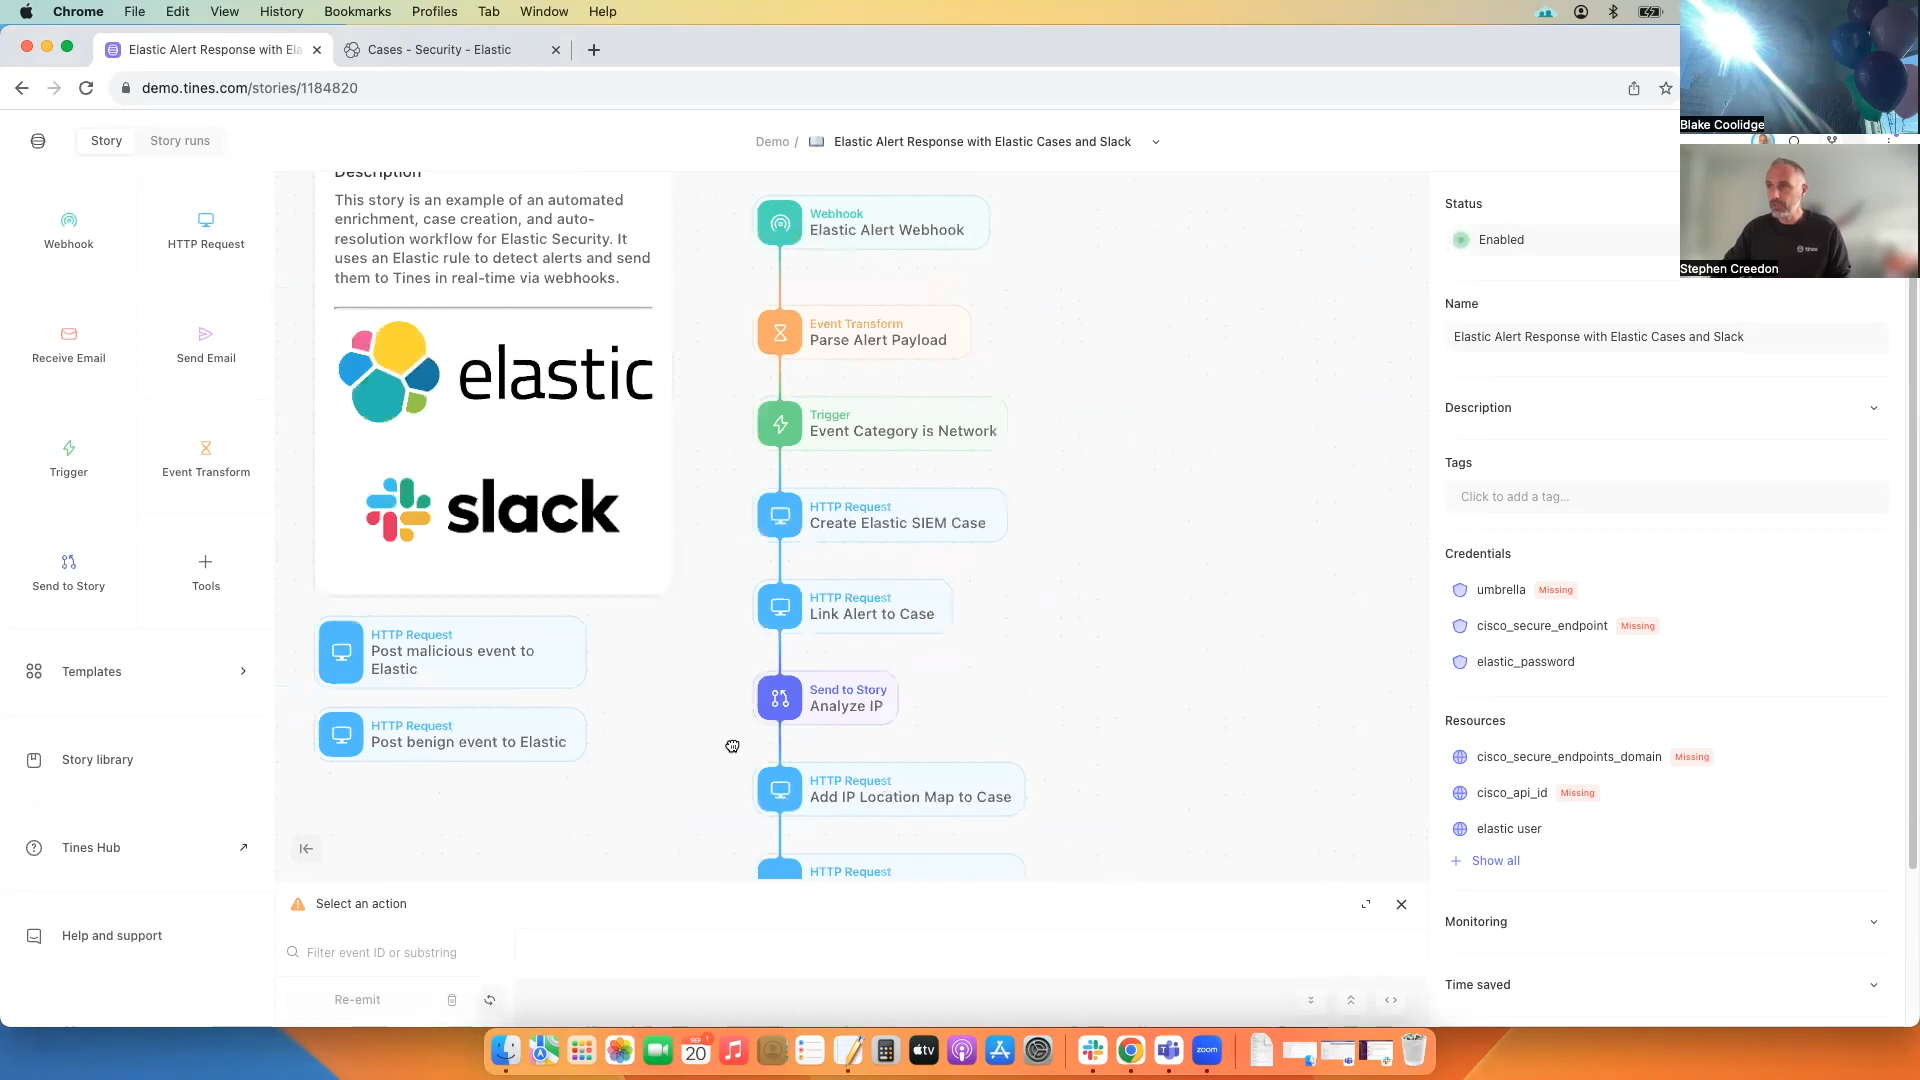 Chrome File Edit View History Bookmarks Profiles Tab Window Help
Elastic Alert Response with Ela
Cases - Security - Elastic
demo.tines.com/stories/1184820
Blake Coolidge
Story
Story runs
Demo /
Elastic Alert Response with Elastic Cases and Slack
Stephen Creedon
tines
Webhook
HTTP Request
Receive Email
Send Email
Trigger
Event Transform
Send to Story
Tools
Templates
Story library
Tines Hub
Help and support
Description
This story is an example of an automated
enrichment, case creation, and auto-
resolution workflow for Elastic Security. It
uses an Elastic rule to detect alerts and send
them to Tines in real-time via webhooks.
elastic
slack
HTTP Request
Post malicious event to
Elastic
HTTP Request
Post benign event to Elastic
Webhook
Elastic Alert Webhook
Event Transform
Parse Alert Payload
Trigger
Event Category is Network
HTTP Request
Create Elastic SIEM Case
HTTP Request
Link Alert to Case
Send to Story
Analyze IP
HTTP Request
Add IP Location Map to Case
HTTP Request
Select an action
Filter event ID or substring
Re-emit
Status
Enabled
Name
Elastic Alert Response with Elastic Cases and Slack
Description
Tags
Click to add a tag...
Credentials
umbrella Missing
cisco_secure_endpoint Missing
elastic_password
Resources
cisco_secure_endpoints_domain Missing
cisco_api_id Missing
elastic user
Show all
Monitoring
Time saved
SEP
20
tv
zoom